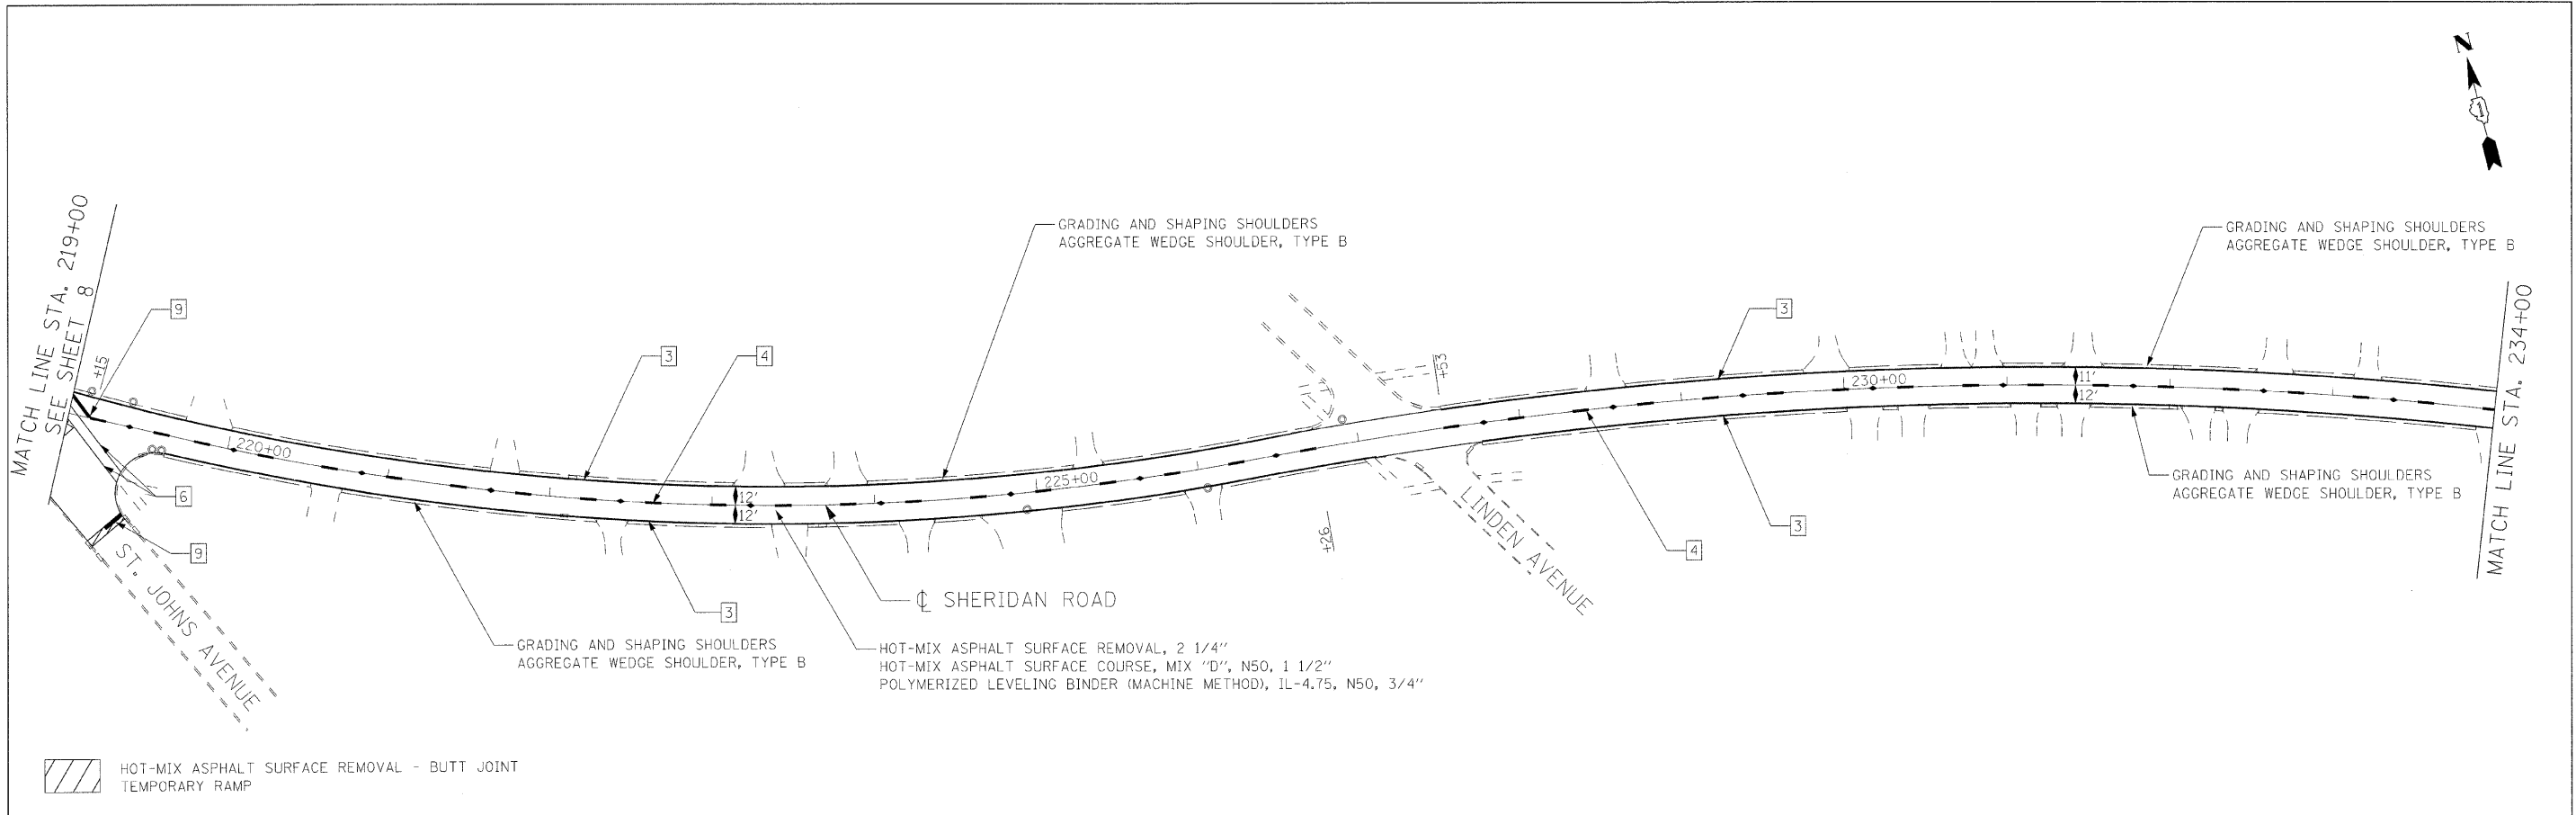 N
MATCH LINE STA. 219+00
SEE SHEET 8
+15
9
GRADING AND SHAPING SHOULDERS
AGGREGATE WEDGE SHOULDER, TYPE B
GRADING AND SHAPING SHOULDERS
AGGREGATE WEDGE SHOULDER, TYPE B
3
4
3
+53
220+00
12'
12'
225+00
230+00
11'
12'
MATCH LINE STA. 234+00
6
9
ST. JOHNS AVENUE
3
GRADING AND SHAPING SHOULDERS
AGGREGATE WEDGE SHOULDER, TYPE B
℄ SHERIDAN ROAD
HOT-MIX ASPHALT SURFACE REMOVAL, 2 1/4"
HOT-MIX ASPHALT SURFACE COURSE, MIX "D", N50, 1 1/2"
POLYMERIZED LEVELING BINDER (MACHINE METHOD), IL-4.75, N50, 3/4"
±26
LINDEN AVENUE
4
3
GRADING AND SHAPING SHOULDERS
AGGREGATE WEDGE SHOULDER, TYPE B
HOT-MIX ASPHALT SURFACE REMOVAL - BUTT JOINT
TEMPORARY RAMP